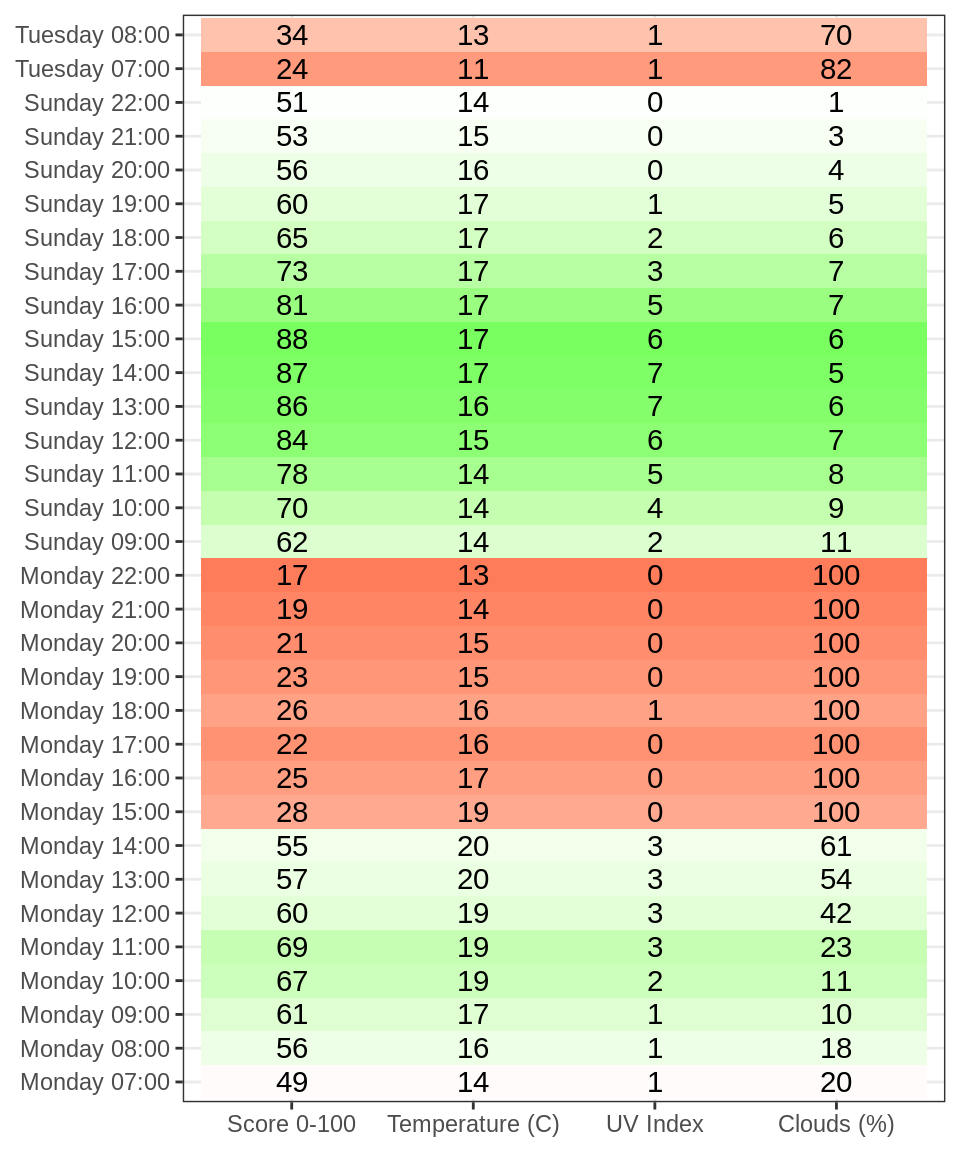 Tuesday 08:00 34 13 1 70
Tuesday 07:00 24 11 1 82
Sunday 22:00 51 14 0 1
Sunday 21:00 53 15 0 3
Sunday 20:00 56 16 0 4
Sunday 19:00 60 17 1 5
Sunday 18:00 65 17 2 6
Sunday 17:00 73 17 3 7
Sunday 16:00 81 17 5 7
Sunday 15:00 88 17 6 6
Sunday 14:00 87 17 7 5
Sunday 13:00 86 16 7 6
Sunday 12:00 84 15 6 7
Sunday 11:00 78 14 5 8
Sunday 10:00 70 14 4 9
Sunday 09:00 62 14 2 11
Monday 22:00 17 13 0 100
Monday 21:00 19 14 0 100
Monday 20:00 21 15 0 100
Monday 19:00 23 15 0 100
Monday 18:00 26 16 1 100
Monday 17:00 22 16 0 100
Monday 16:00 25 17 0 100
Monday 15:00 28 19 0 100
Monday 14:00 55 20 3 61
Monday 13:00 57 20 3 54
Monday 12:00 60 19 3 42
Monday 11:00 69 19 3 23
Monday 10:00 67 19 2 11
Monday 09:00 61 17 1 10
Monday 08:00 56 16 1 18
Monday 07:00 49 14 1 20
Score 0-100 Temperature (C) UV Index Clouds (%)